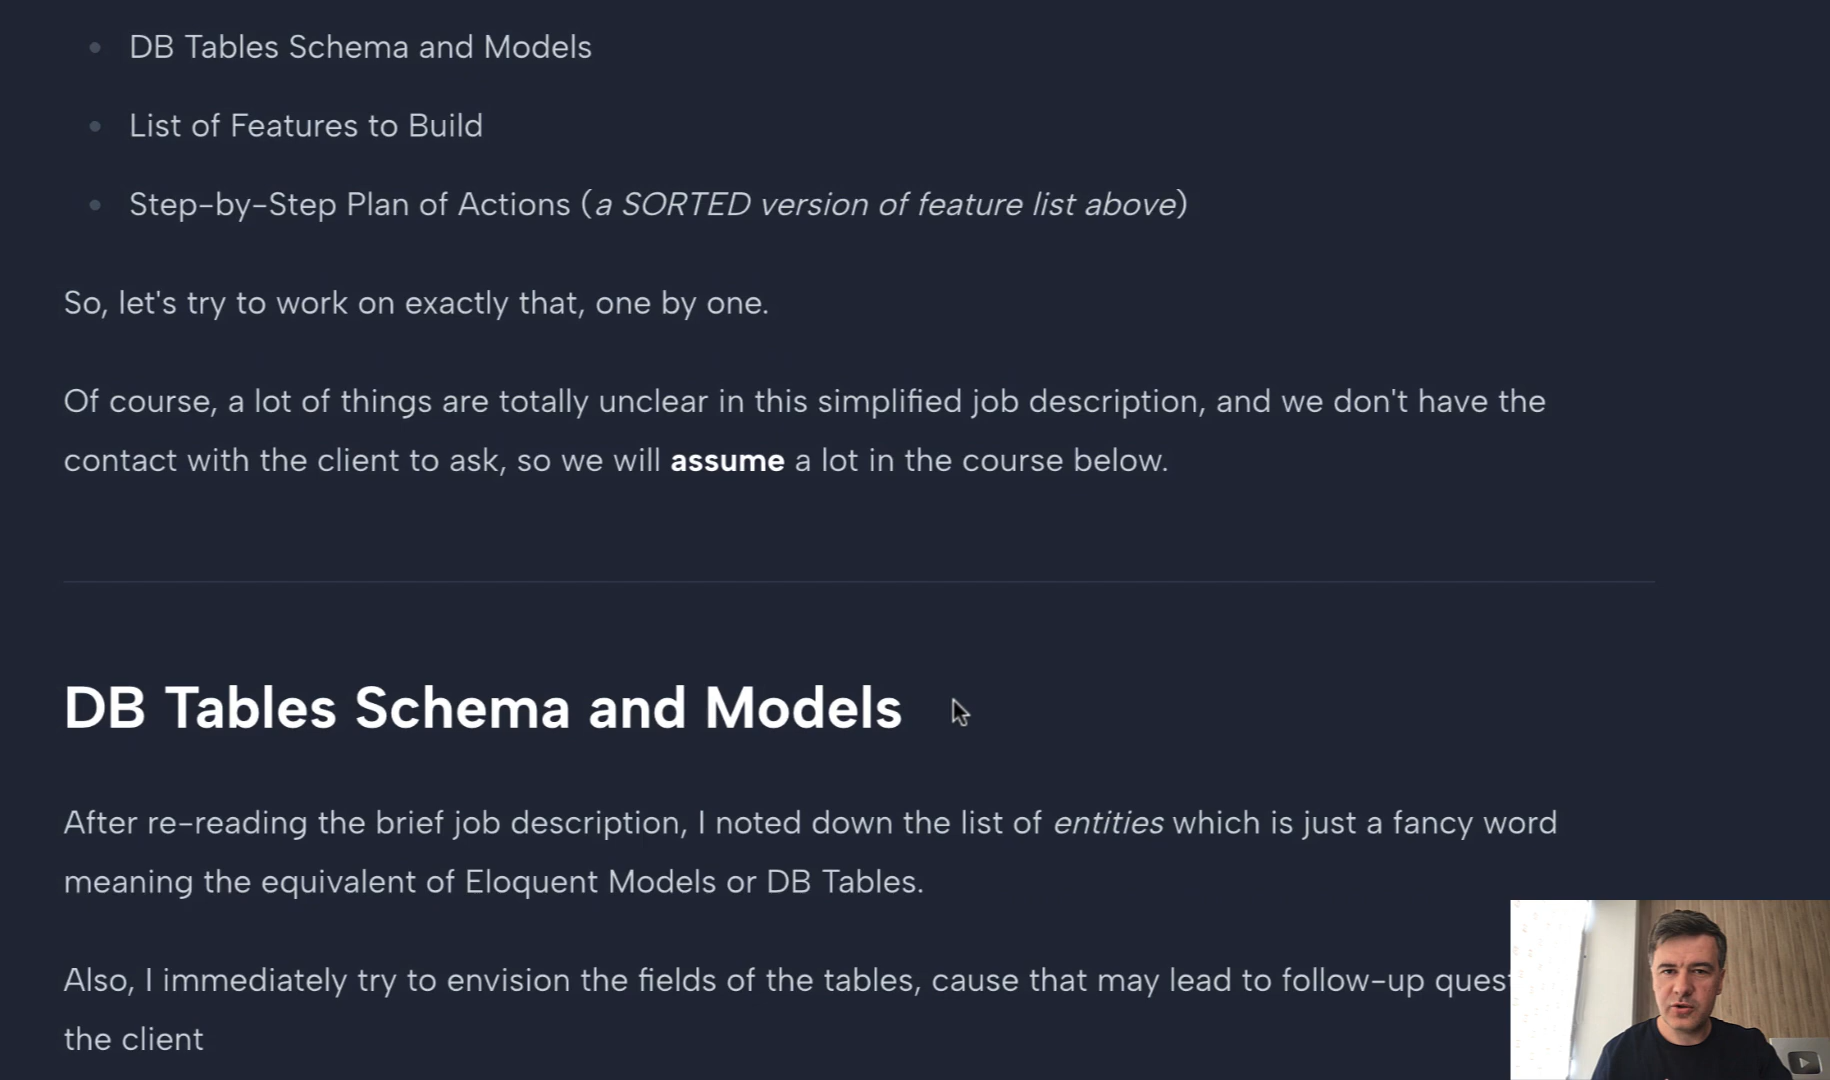 DB Tables Schema and Models
List of Features to Build
Step-by-Step Plan of Actions (a SORTED version of feature list above)
So, let's try to work on exactly that, one by one.
Of course, a lot of things are totally unclear in this simplified job description, and we don't have the
contact with the client to ask, so we will assume a lot in the course below.
DB Tables Schema and Models
After re-reading the brief job description, I noted down the list of entities which is just a fancy word
meaning the equivalent of Eloquent Models or DB Tables.
Also, I immediately try to envision the fields of the tables, cause that may lead to follow-up
the client